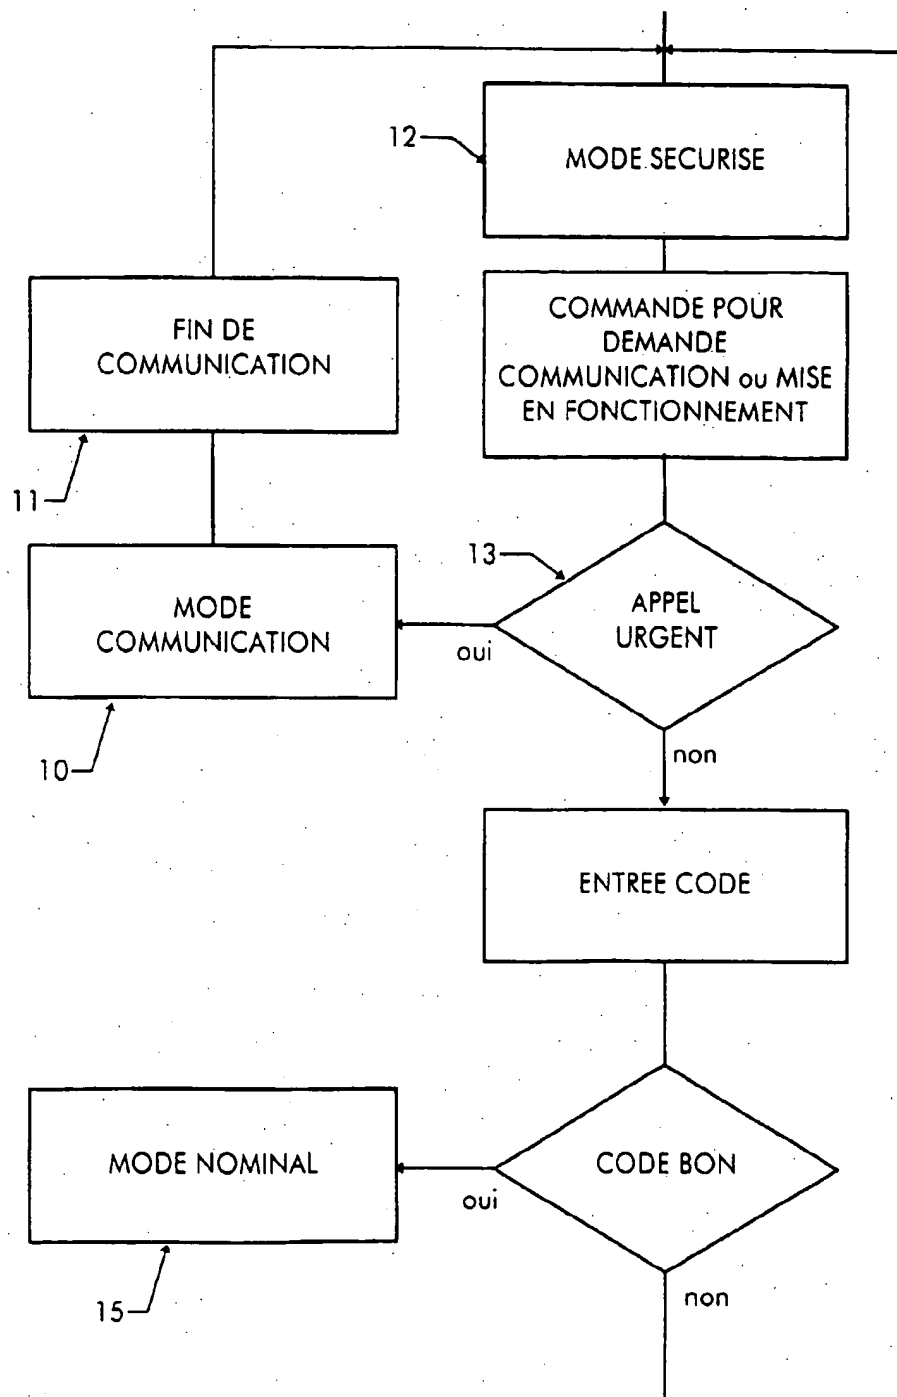 12
MODE SECURISE
FIN DE
COMMUNICATION
11
COMMANDE POUR
DEMANDE
COMMUNICATION ou MISE
EN FONCTIONNEMENT
13
APPEL
URGENT
oui
non
MODE
COMMUNICATION
10
ENTREE CODE
CODE BON
oui
non
MODE NOMINAL
15